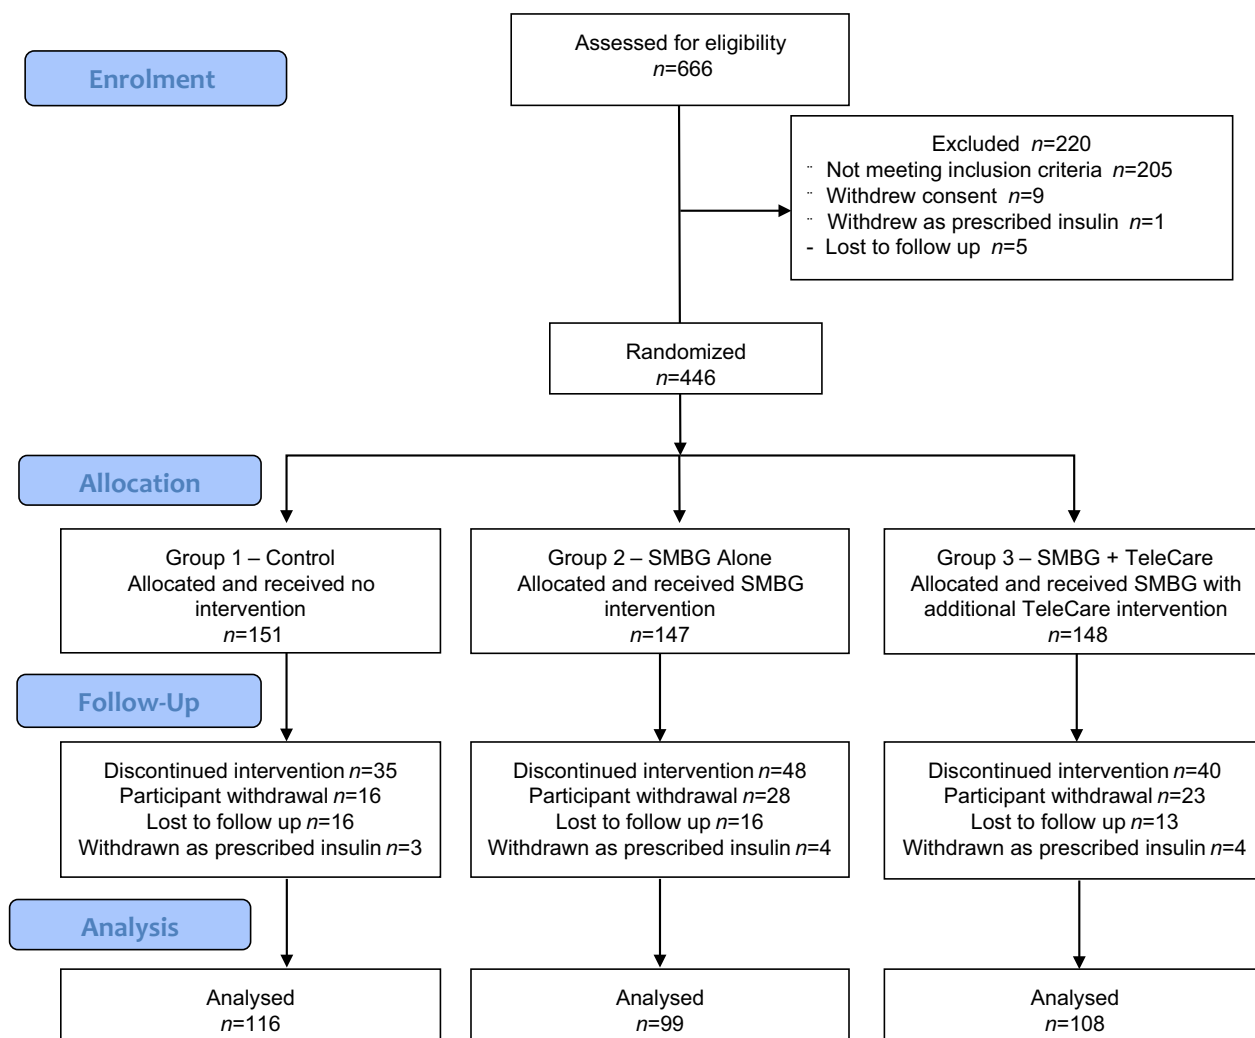 Enrolment
Assessed for eligibility
n=666
Excluded n=220
¨ Not meeting inclusion criteria n=205
¨ Withdrew consent n=9
¨ Withdrew as prescribed insulin n=1
- Lost to follow up n=5
Randomized
n=446
Allocation
Group 1 – Control
Allocated and received no
intervention
n=151
Group 2 – SMBG Alone
Allocated and received SMBG
intervention
n=147
Group 3 – SMBG + TeleCare
Allocated and received SMBG with
additional TeleCare intervention
n=148
Follow-Up
Discontinued intervention n=35
Participant withdrawal n=16
Lost to follow up n=16
Withdrawn as prescribed insulin n=3
Discontinued intervention n=48
Participant withdrawal n=28
Lost to follow up n=16
Withdrawn as prescribed insulin n=4
Discontinued intervention n=40
Participant withdrawal n=23
Lost to follow up n=13
Withdrawn as prescribed insulin n=4
Analysis
Analysed
n=116
Analysed
n=99
Analysed
n=108